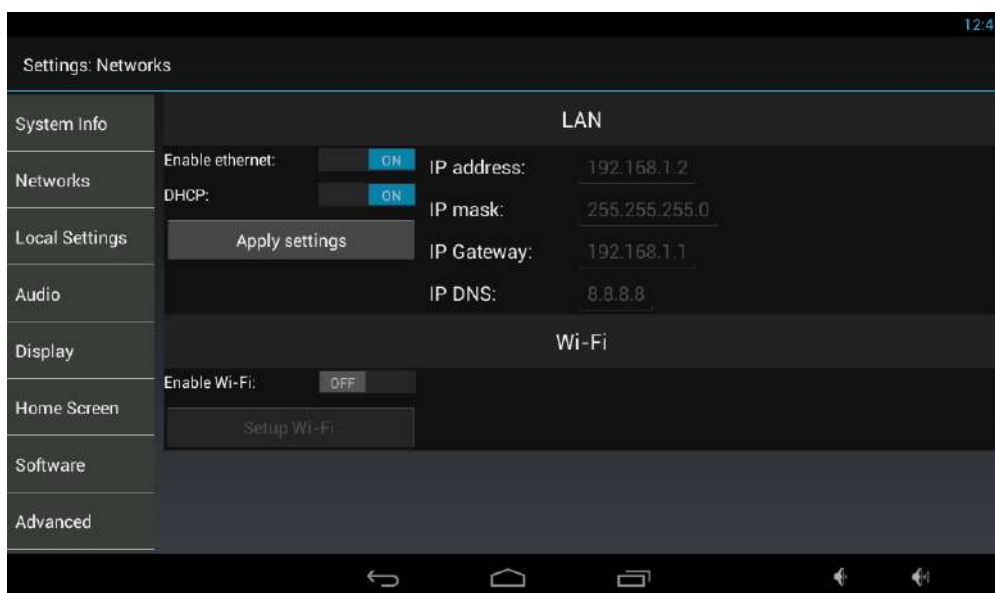 12:4
Settings: Networks
System Info
Networks
Local Settings
Audio
Display
Home Screen
Software
Advanced
LAN
Enable ethernet: ON
DHCP: ON
Apply settings
IP address: 192.168.1.2
IP mask: 255.255.255.0
IP Gateway: 192.168.1.1
IP DNS: 8.8.8.8
Wi-Fi
Enable Wi-Fi: OFF
Setup Wi-Fi